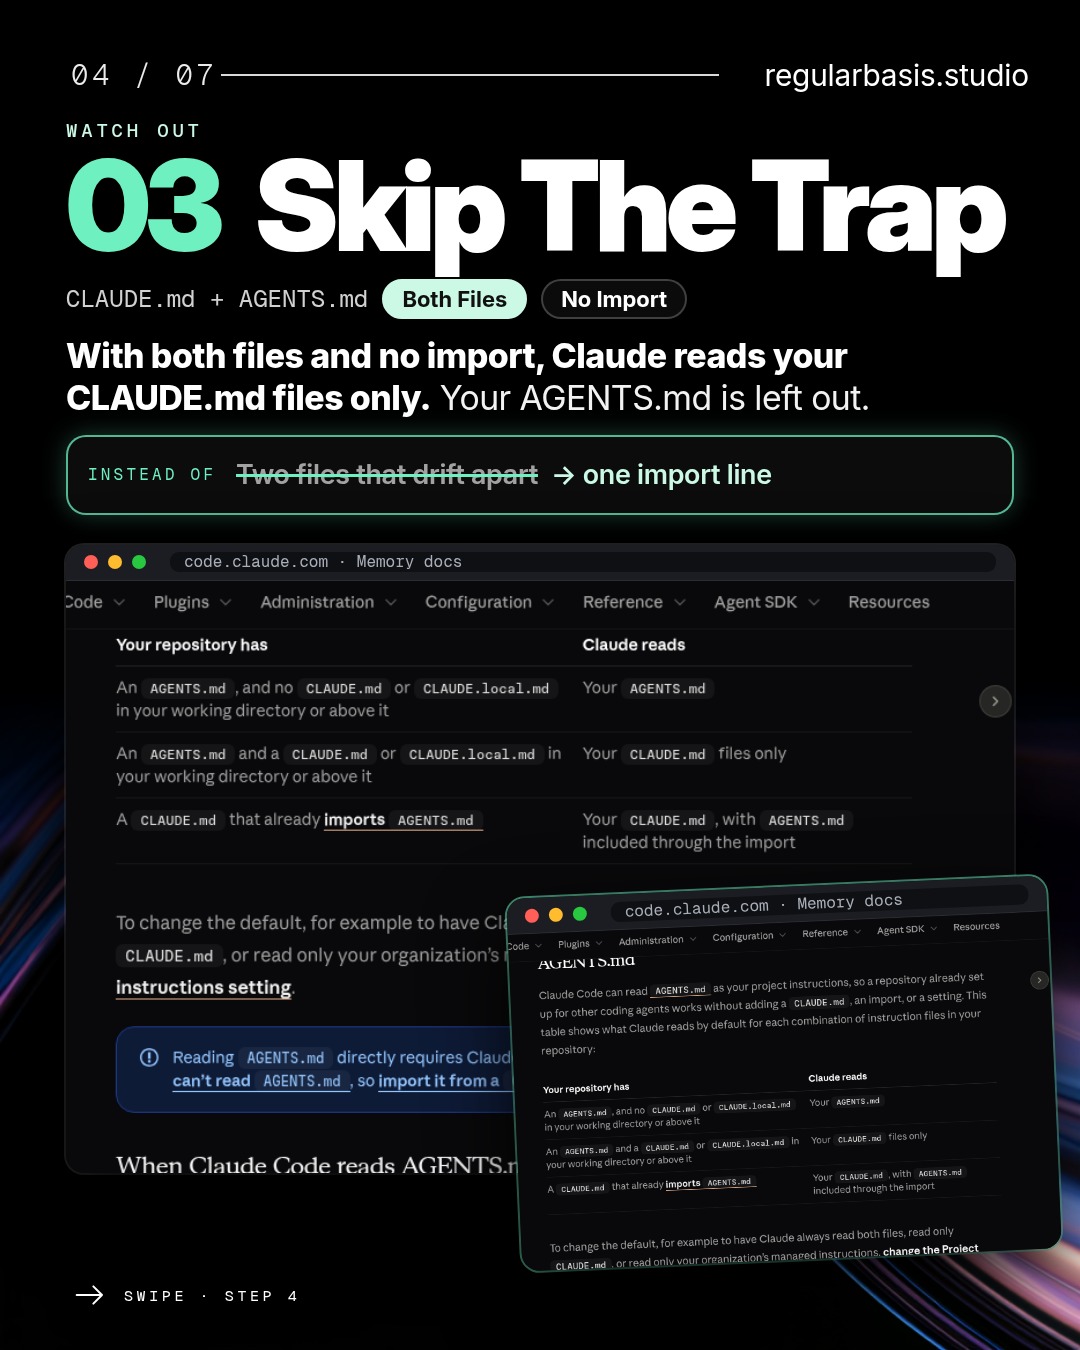 04 / 07
regularbasis.studio
WATCH OUT
03 Skip The Trap
CLAUDE.md + AGENTS.md Both Files No Import
With both files and no import, Claude reads your
CLAUDE.md files only. Your AGENTS.md is left out.
INSTEAD OF Two files that drift apart → one import line
code.claude.com · Memory docs
Code Plugins Administration Configuration Reference Agent SDK Resources
Your repository has Claude reads
An AGENTS.md, and no CLAUDE.md or CLAUDE.local.md Your AGENTS.md
in your working directory or above it
An AGENTS.md and a CLAUDE.md or CLAUDE.local.md in Your CLAUDE.md files only
your working directory or above it
A CLAUDE.md that already imports AGENTS.md Your CLAUDE.md, with AGENTS.md
included through the import
To change the default, for example to have
CLAUDE.md, or read only your organization's
instructions setting.
Reading AGENTS.md directly requires
can't read AGENTS.md, so import it from a
When Claude Code reads
code.claude.com · Memory docs
Code Plugins Administration Configuration Reference Agent SDK Resources
AGENTS.md
Claude Code can read AGENTS.md as your project instructions, so a repository already set
up for other coding agents works without adding a CLAUDE.md, an import, or a setting. This
table shows what Claude reads by default for each combination of instruction files in your
repository:
Your repository has Claude reads
An AGENTS.md, and no CLAUDE.md or CLAUDE.local.md Your AGENTS.md
in your working directory or above it
An AGENTS.md and a CLAUDE.md or CLAUDE.local.md in Your CLAUDE.md files only
your working directory or above it
A CLAUDE.md that already imports AGENTS.md Your CLAUDE.md, with AGENTS.md
included through the import
To change the default, for example to have Claude always read both files, read only
CLAUDE.md, or read only your organization's managed instructions, change the Project
→ SWIPE · STEP 4